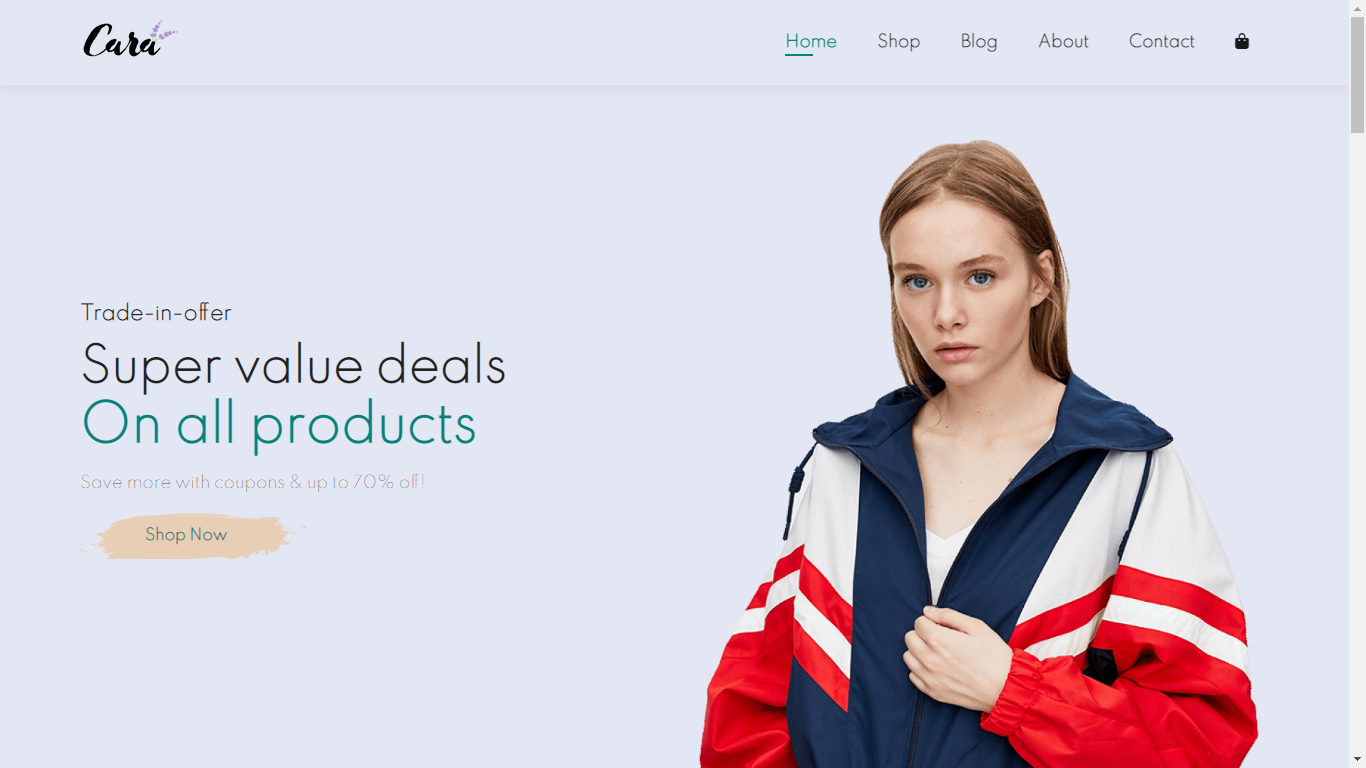 Cara
Home Shop Blog About Contact
Trade-in-offer
Super value deals
On all products
Save more with coupons & up to 70% off!
Shop Now